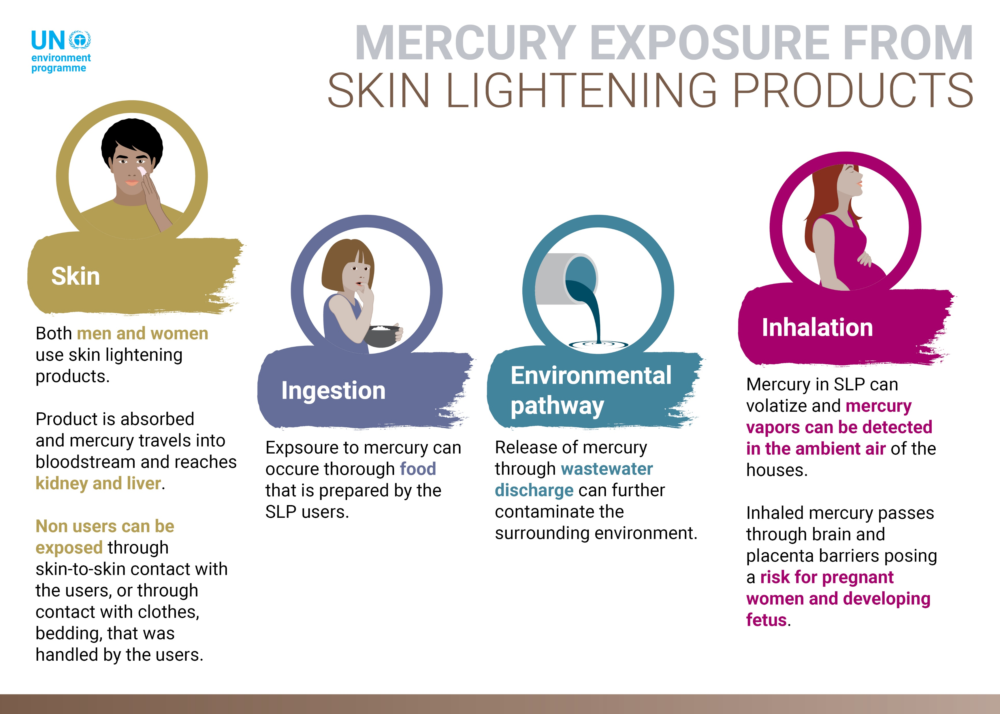 UN
environment
programme
MERCURY EXPOSURE FROM
SKIN LIGHTENING PRODUCTS
Skin
Both men and women
use skin lightening
products.
Product is absorbed
and mercury travels into
bloodstream and reaches
kidney and liver.
Non users can be
exposed through
skin-to-skin contact with
the users, or through
contact with clothes,
bedding, that was
handled by the users.
Ingestion
Expsoure to mercury can
occure thorough food
that is prepared by the
SLP users.
Environmental
pathway
Release of mercury
through wastewater
discharge can further
contaminate the
surrounding environment.
Inhalation
Mercury in SLP can
volatize and mercury
vapors can be detected
in the ambient air of the
houses.
Inhaled mercury passes
through brain and
placenta barriers posing
a risk for pregnant
women and developing
fetus.